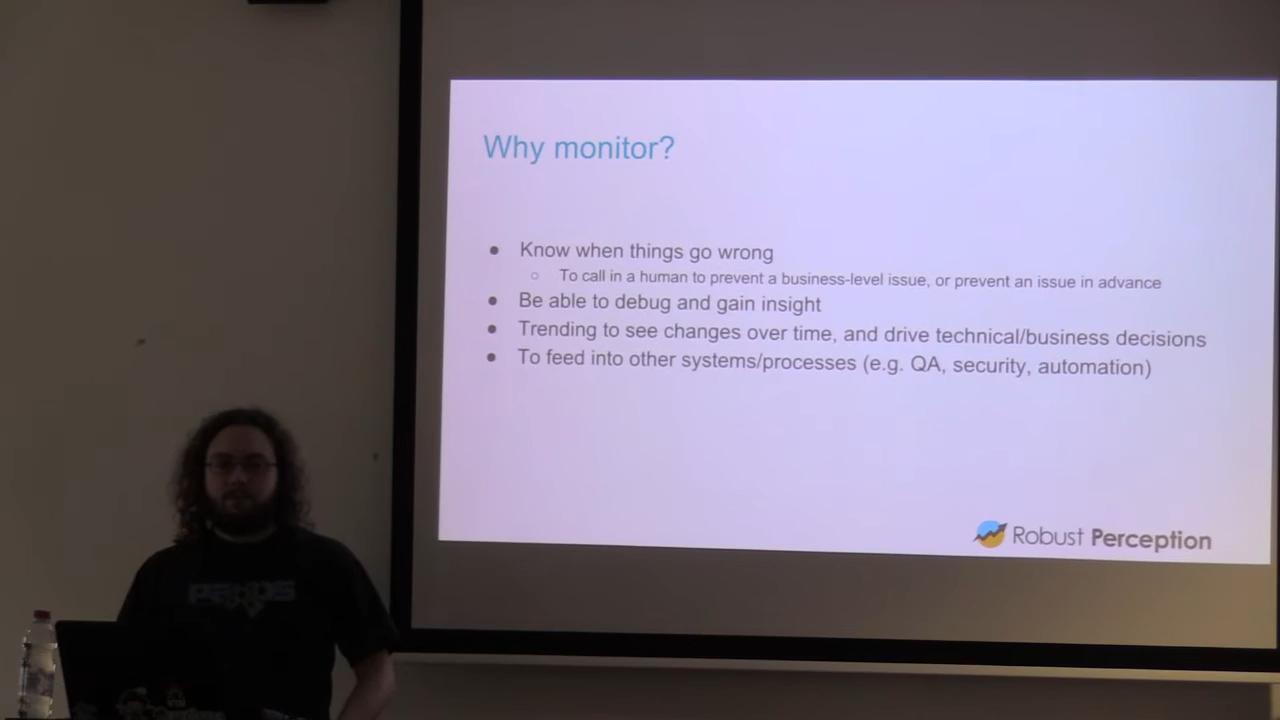 Why monitor?
● Know when things go wrong
○ To call in a human to prevent a business-level issue, or prevent an issue in advance
● Be able to debug and gain insight
● Trending to see changes over time, and drive technical/business decisions
● To feed into other systems/processes (e.g. QA, security, automation)
Robust Perception